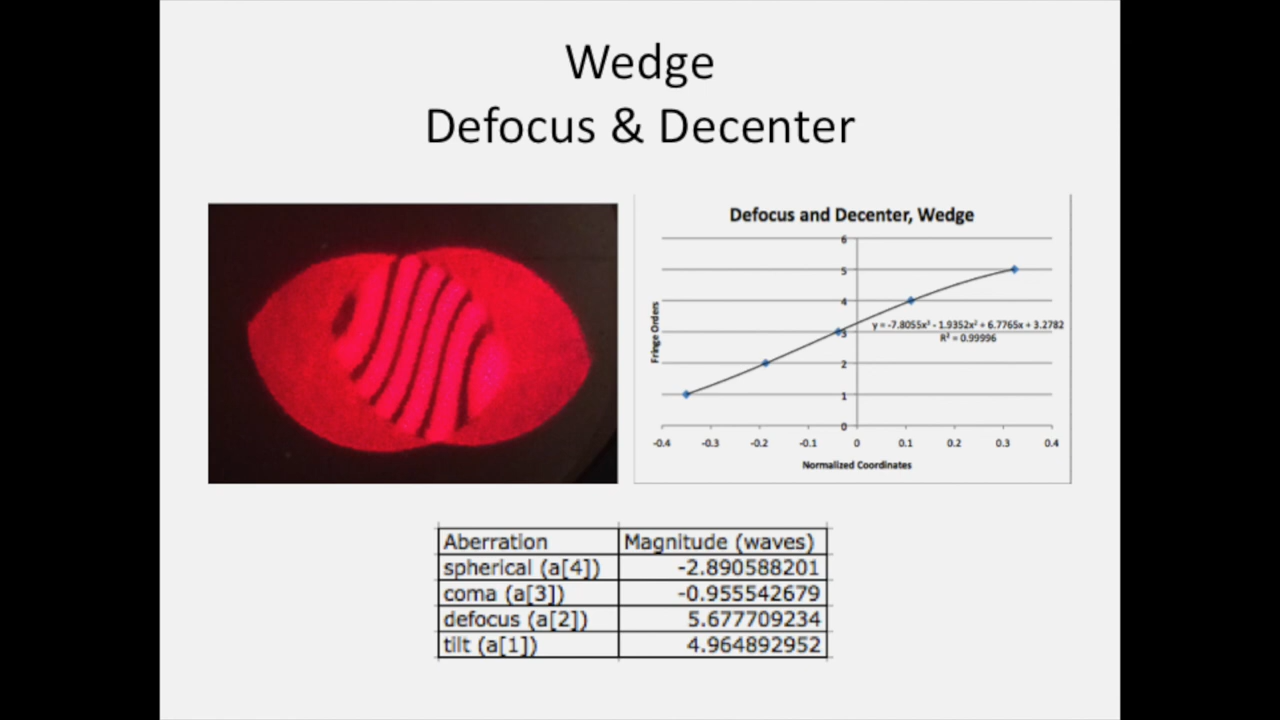 Wedge
Defocus & Decenter
Defocus and Decenter, Wedge
Fringe Orders
6
5
4
3
2
1
0
y = -7.8055x³ - 1.9352x² + 6.7765x + 3.2782
R² = 0.99996
-0.4 -0.3 -0.2 -0.1 0 0.1 0.2 0.3 0.4
Normalized Coordinates
Aberration Magnitude (waves)
spherical (a[4]) -2.890588201
coma (a[3]) -0.955542679
defocus (a[2]) 5.677709234
tilt (a[1]) 4.964892952